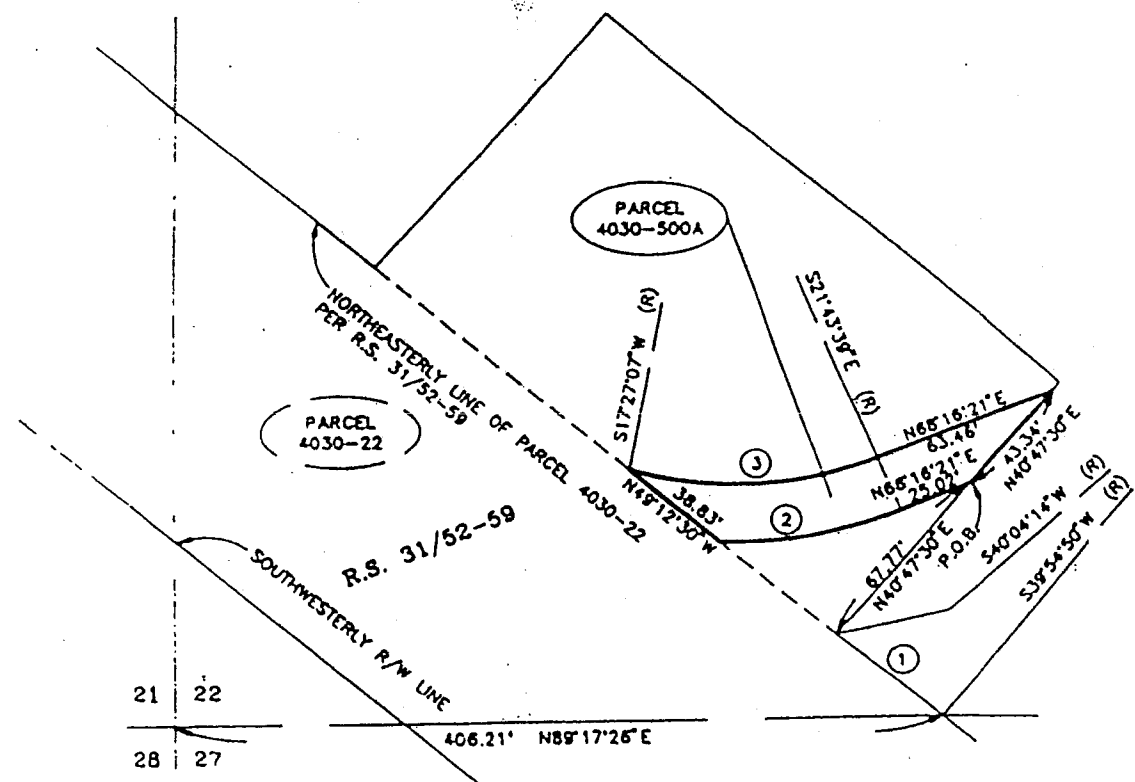 PARCEL
4030-500A
S21°43'39"E (R)
S17°27'07"W (R)
NORTHEASTERLY LINE OF PARCEL 4030-22
PER R.S. 31/52-59
PARCEL
4030-22
N68°16'21"E
63.46'
43.34'
N40°47'30"E
3
38.83'
N49°12'30"W
N68°16'21"E
25.02'
2
P.O.B.
67.77'
N40°47'30"E
S40°04'14"W (R)
S39°54'50"W (R)
R.S. 31/52-59
SOUTHWESTERLY R/W LINE
1
21 22
28 27
406.21' N89°17'26"E